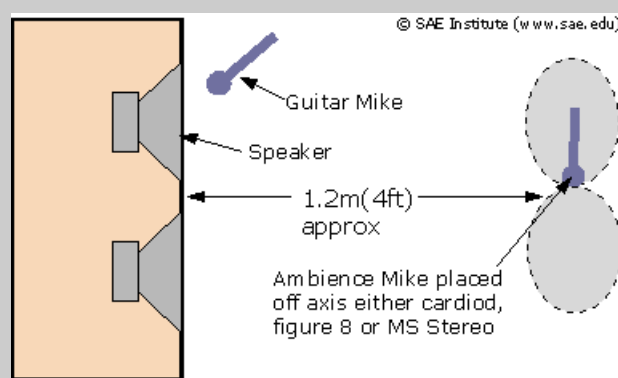 © SAE Institute (www.sae.edu)
Guitar Mike
Speaker
1.2m(4ft)
approx
Ambience Mike placed
off axis either cardiod,
figure 8 or MS Stereo